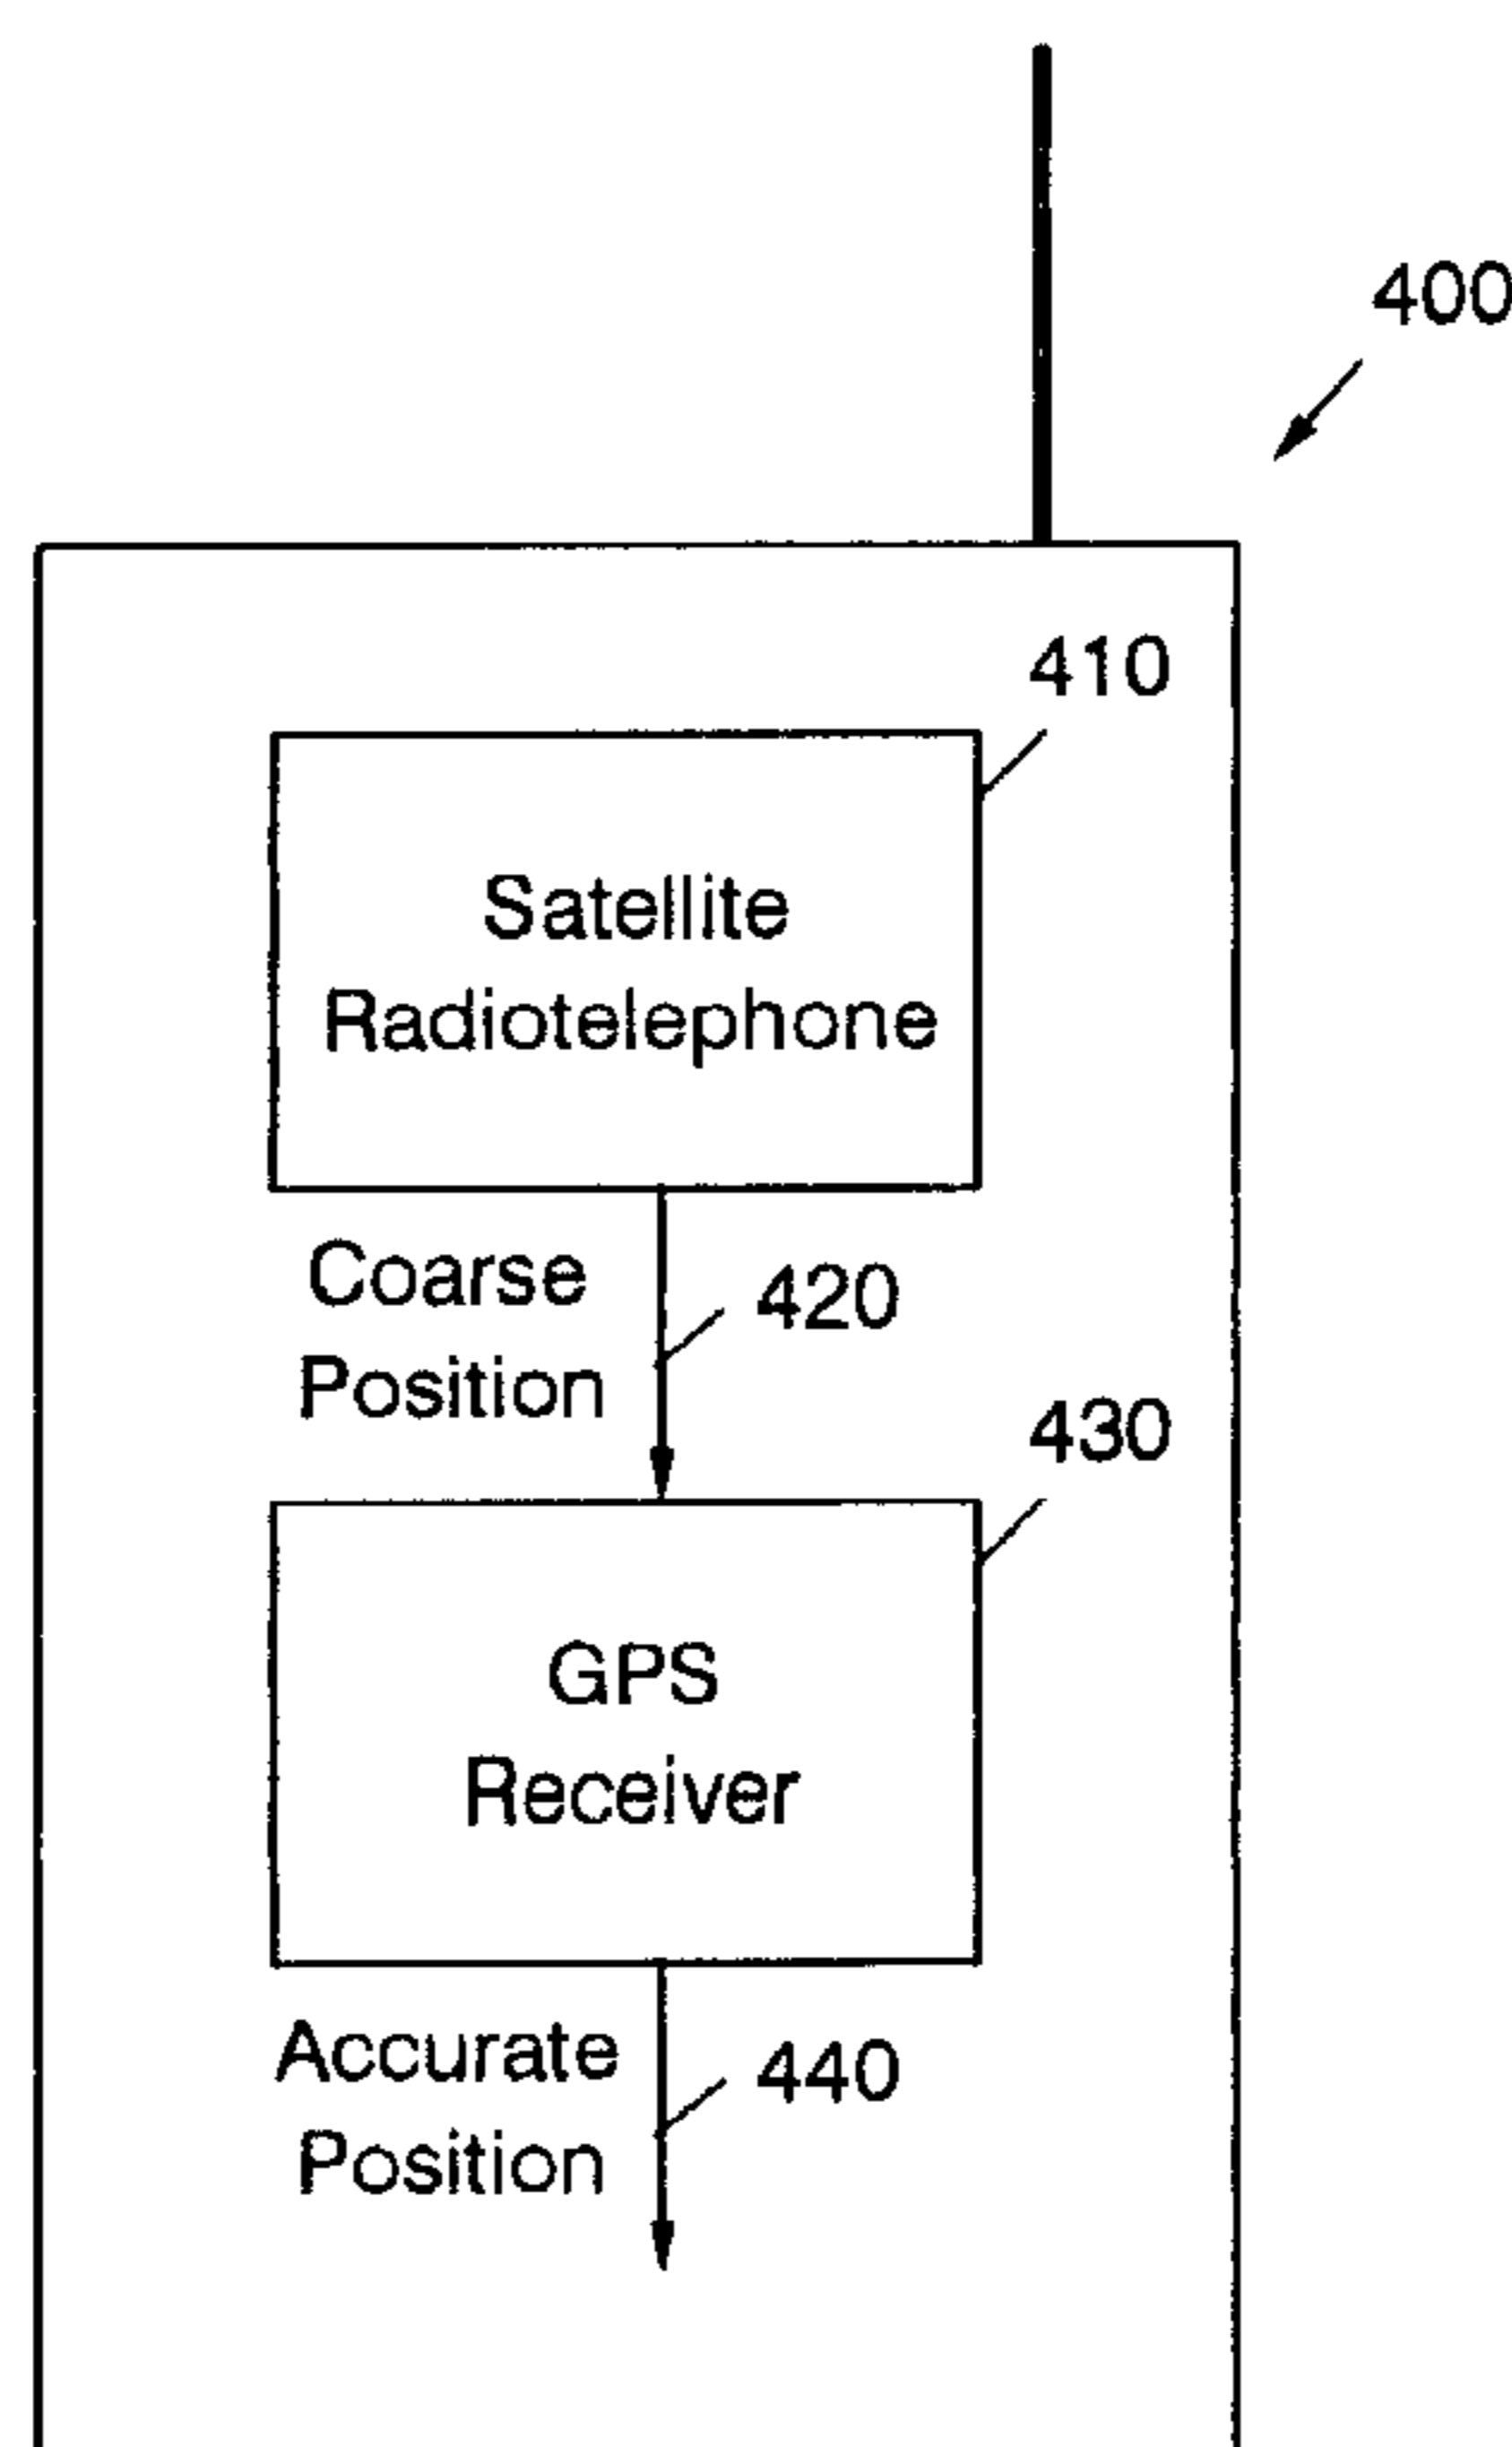 400
410
Satellite
Radiotelephone
Coarse
Position
420
430
GPS
Receiver
Accurate
Position
440